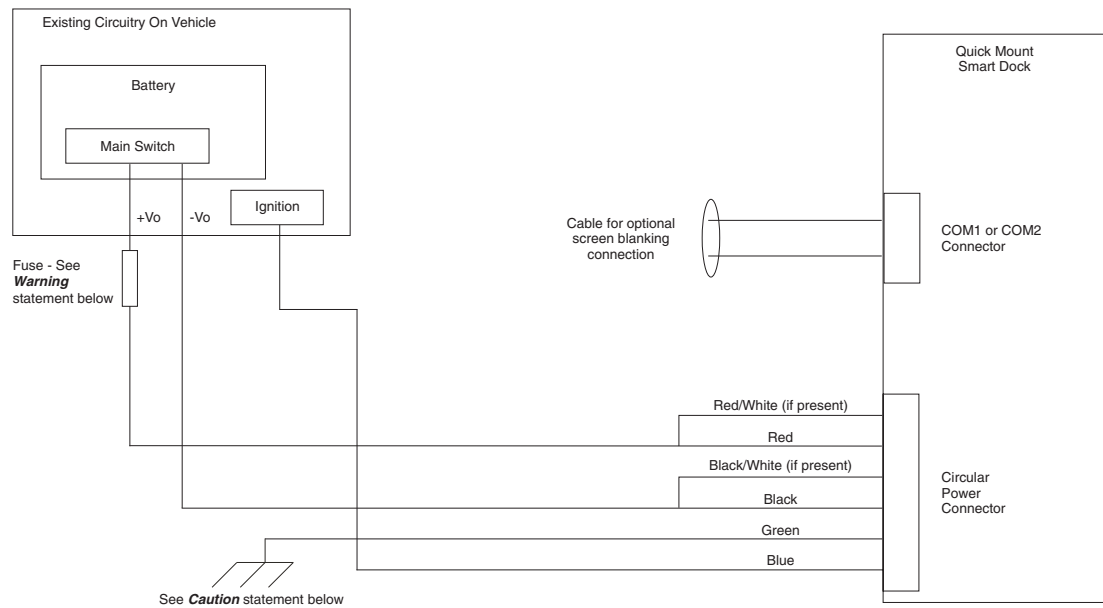 Existing Circuitry On Vehicle
Battery
Main Switch
+Vo
-Vo
Ignition
Fuse - See
Warning
statement below
Quick Mount
Smart Dock
Cable for optional
screen blanking
connection
COM1 or COM2
Connector
Red/White (if present)
Red
Black/White (if present)
Black
Green
Blue
Circular
Power
Connector
See Caution statement below